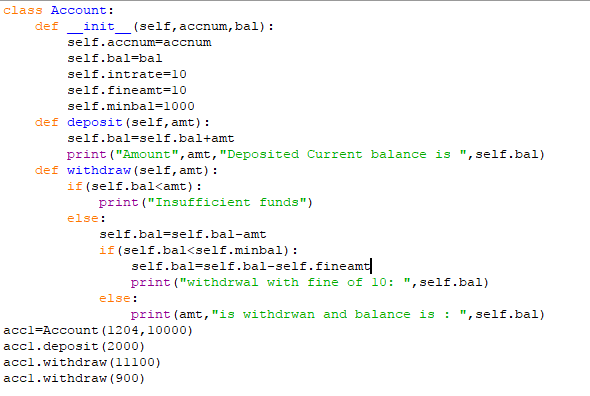 class Account:
    def __init__(self,accnum,bal):
        self.accnum=accnum
        self.bal=bal
        self.intrate=10
        self.fineamt=10
        self.minbal=1000
    def deposit(self,amt):
        self.bal=self.bal+amt
        print("Amount",amt,"Deposited Current balance is ",self.bal)
    def withdraw(self,amt):
        if(self.bal<amt):
            print("Insufficient funds")
        else:
            self.bal=self.bal-amt
            if(self.bal<self.minbal):
                self.bal=self.bal-self.fineamt
                print("withdrwal with fine of 10: ",self.bal)
            else:
                print(amt,"is withdrwan and balance is : ",self.bal)
acc1=Account(1204,10000)
acc1.deposit(2000)
acc1.withdraw(11100)
acc1.withdraw(900)